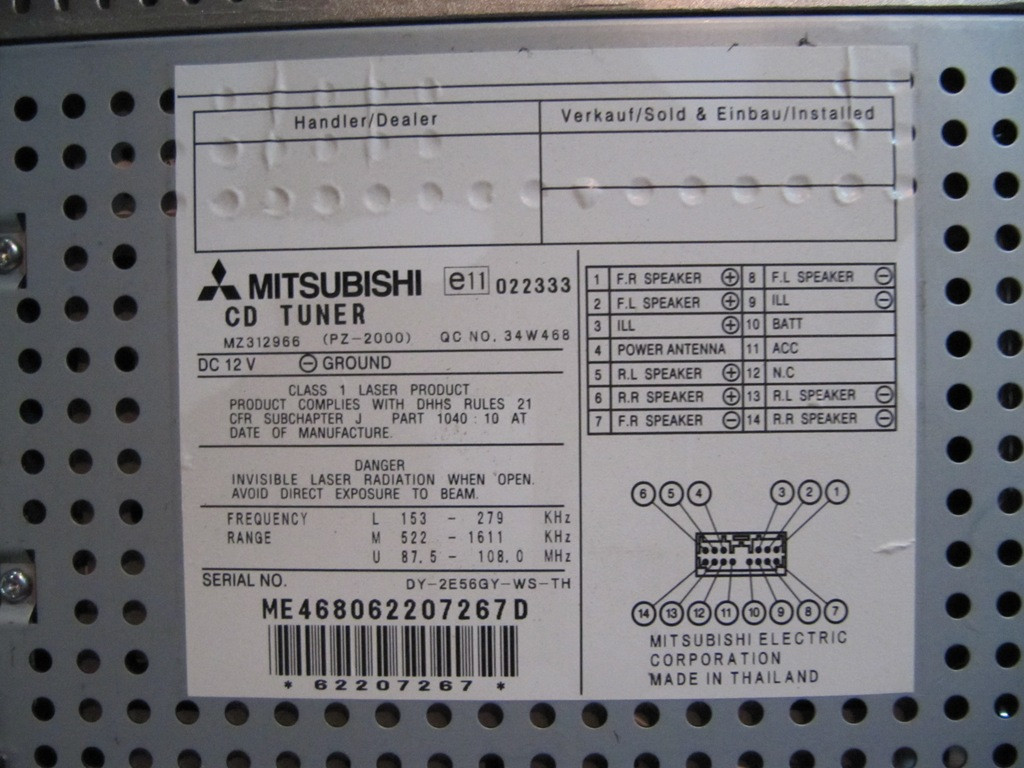 Handler/Dealer
Verkauf/Sold & Einbau/Installed
MITSUBISHI e11 022333
CD TUNER
MZ312966 (PZ-2000) QC NO. 34W468
DC 12 V ⊖ GROUND
CLASS 1 LASER PRODUCT
PRODUCT COMPLIES WITH DHHS RULES 21
CFR SUBCHAPTER J PART 1040:10 AT
DATE OF MANUFACTURE.
DANGER
INVISIBLE LASER RADIATION WHEN OPEN.
AVOID DIRECT EXPOSURE TO BEAM.
FREQUENCY L 153 - 279 KHz
RANGE M 522 - 1611 KHz
U 87.5 - 108.0 MHz
SERIAL NO. DY-2E56GY-WS-TH
ME468062207267D
* 62207267 *
1 F.R SPEAKER ⊕ 8 F.L SPEAKER ⊖
2 F.L SPEAKER ⊕ 9 ILL ⊖
3 ILL ⊕ 10 BATT
4 POWER ANTENNA 11 ACC
5 R.L SPEAKER ⊕ 12 N.C
6 R.R SPEAKER ⊕ 13 R.L SPEAKER ⊖
7 F.R SPEAKER ⊖ 14 R.R SPEAKER ⊖
6 5 4 3 2 1
14 13 12 11 10 9 8 7
MITSUBISHI ELECTRIC
CORPORATION
MADE IN THAILAND